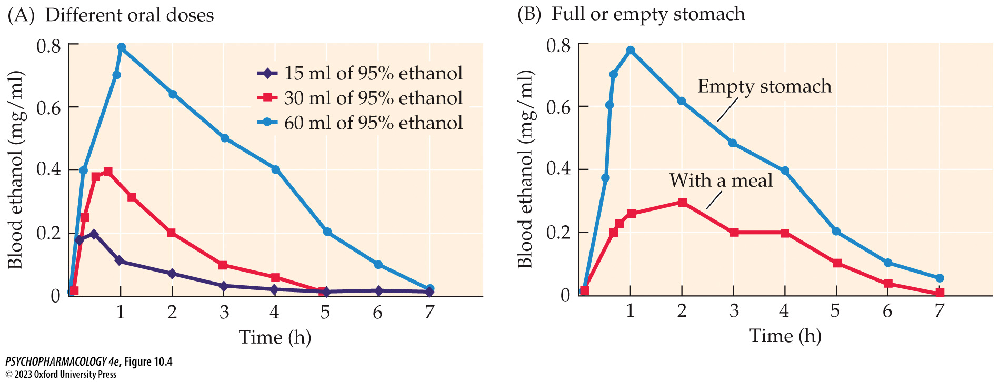 (A) Different oral doses
Blood ethanol (mg/ml)
0.8
0.6
0.4
0.2
0
15 ml of 95% ethanol
30 ml of 95% ethanol
60 ml of 95% ethanol
1 2 3 4 5 6 7
Time (h)
(B) Full or empty stomach
Blood ethanol (mg/ml)
0.8
0.6
0.4
0.2
0
Empty stomach
With a meal
1 2 3 4 5 6 7
Time (h)
PSYCHOPHARMACOLOGY 4e, Figure 10.4
© 2023 Oxford University Press